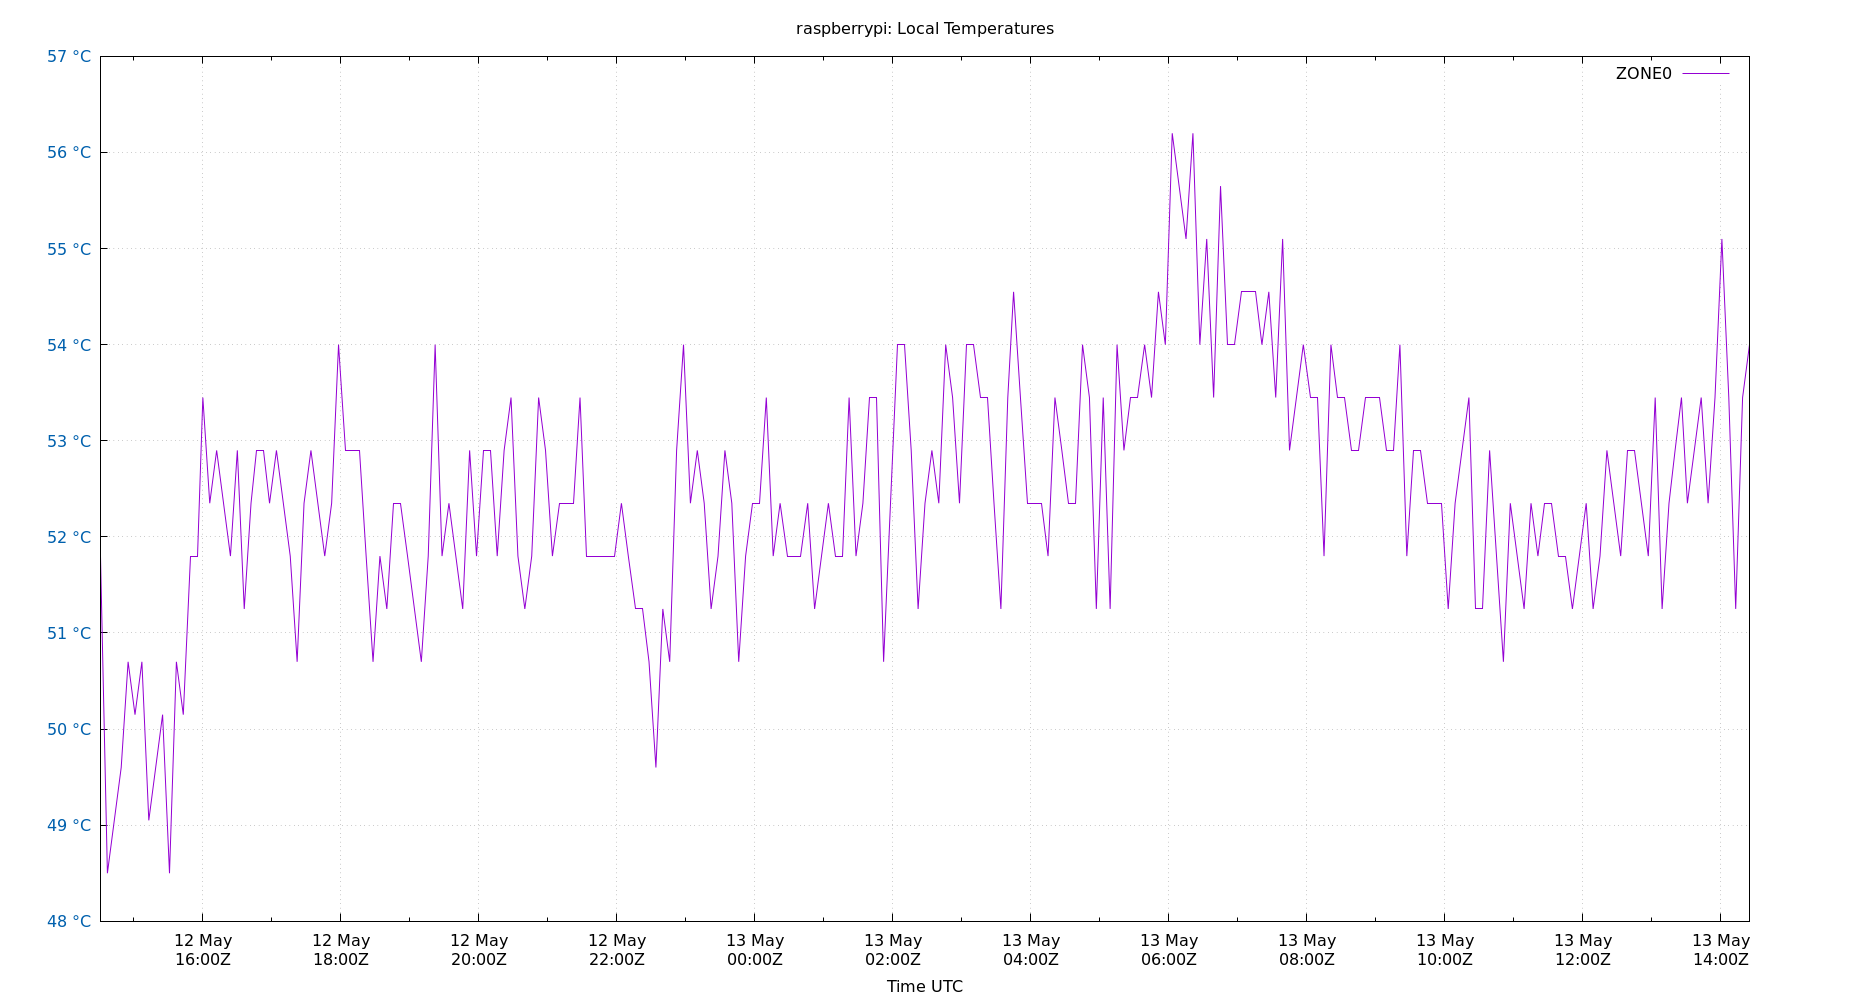 raspberrypi: Local Temperatures
57 °C
ZONE0
56 °C
55 °C
54 °C
53 °C
52 °C
51 °C
50 °C
49 °C
48 °C
12 May 12 May 12 May 12 May 13 May 13 May 13 May 13 May 13 May 13 May 13 May 13 May
16:00Z 18:00Z 20:00Z 22:00Z 00:00Z 02:00Z 04:00Z 06:00Z 08:00Z 10:00Z 12:00Z 14:00Z
Time UTC